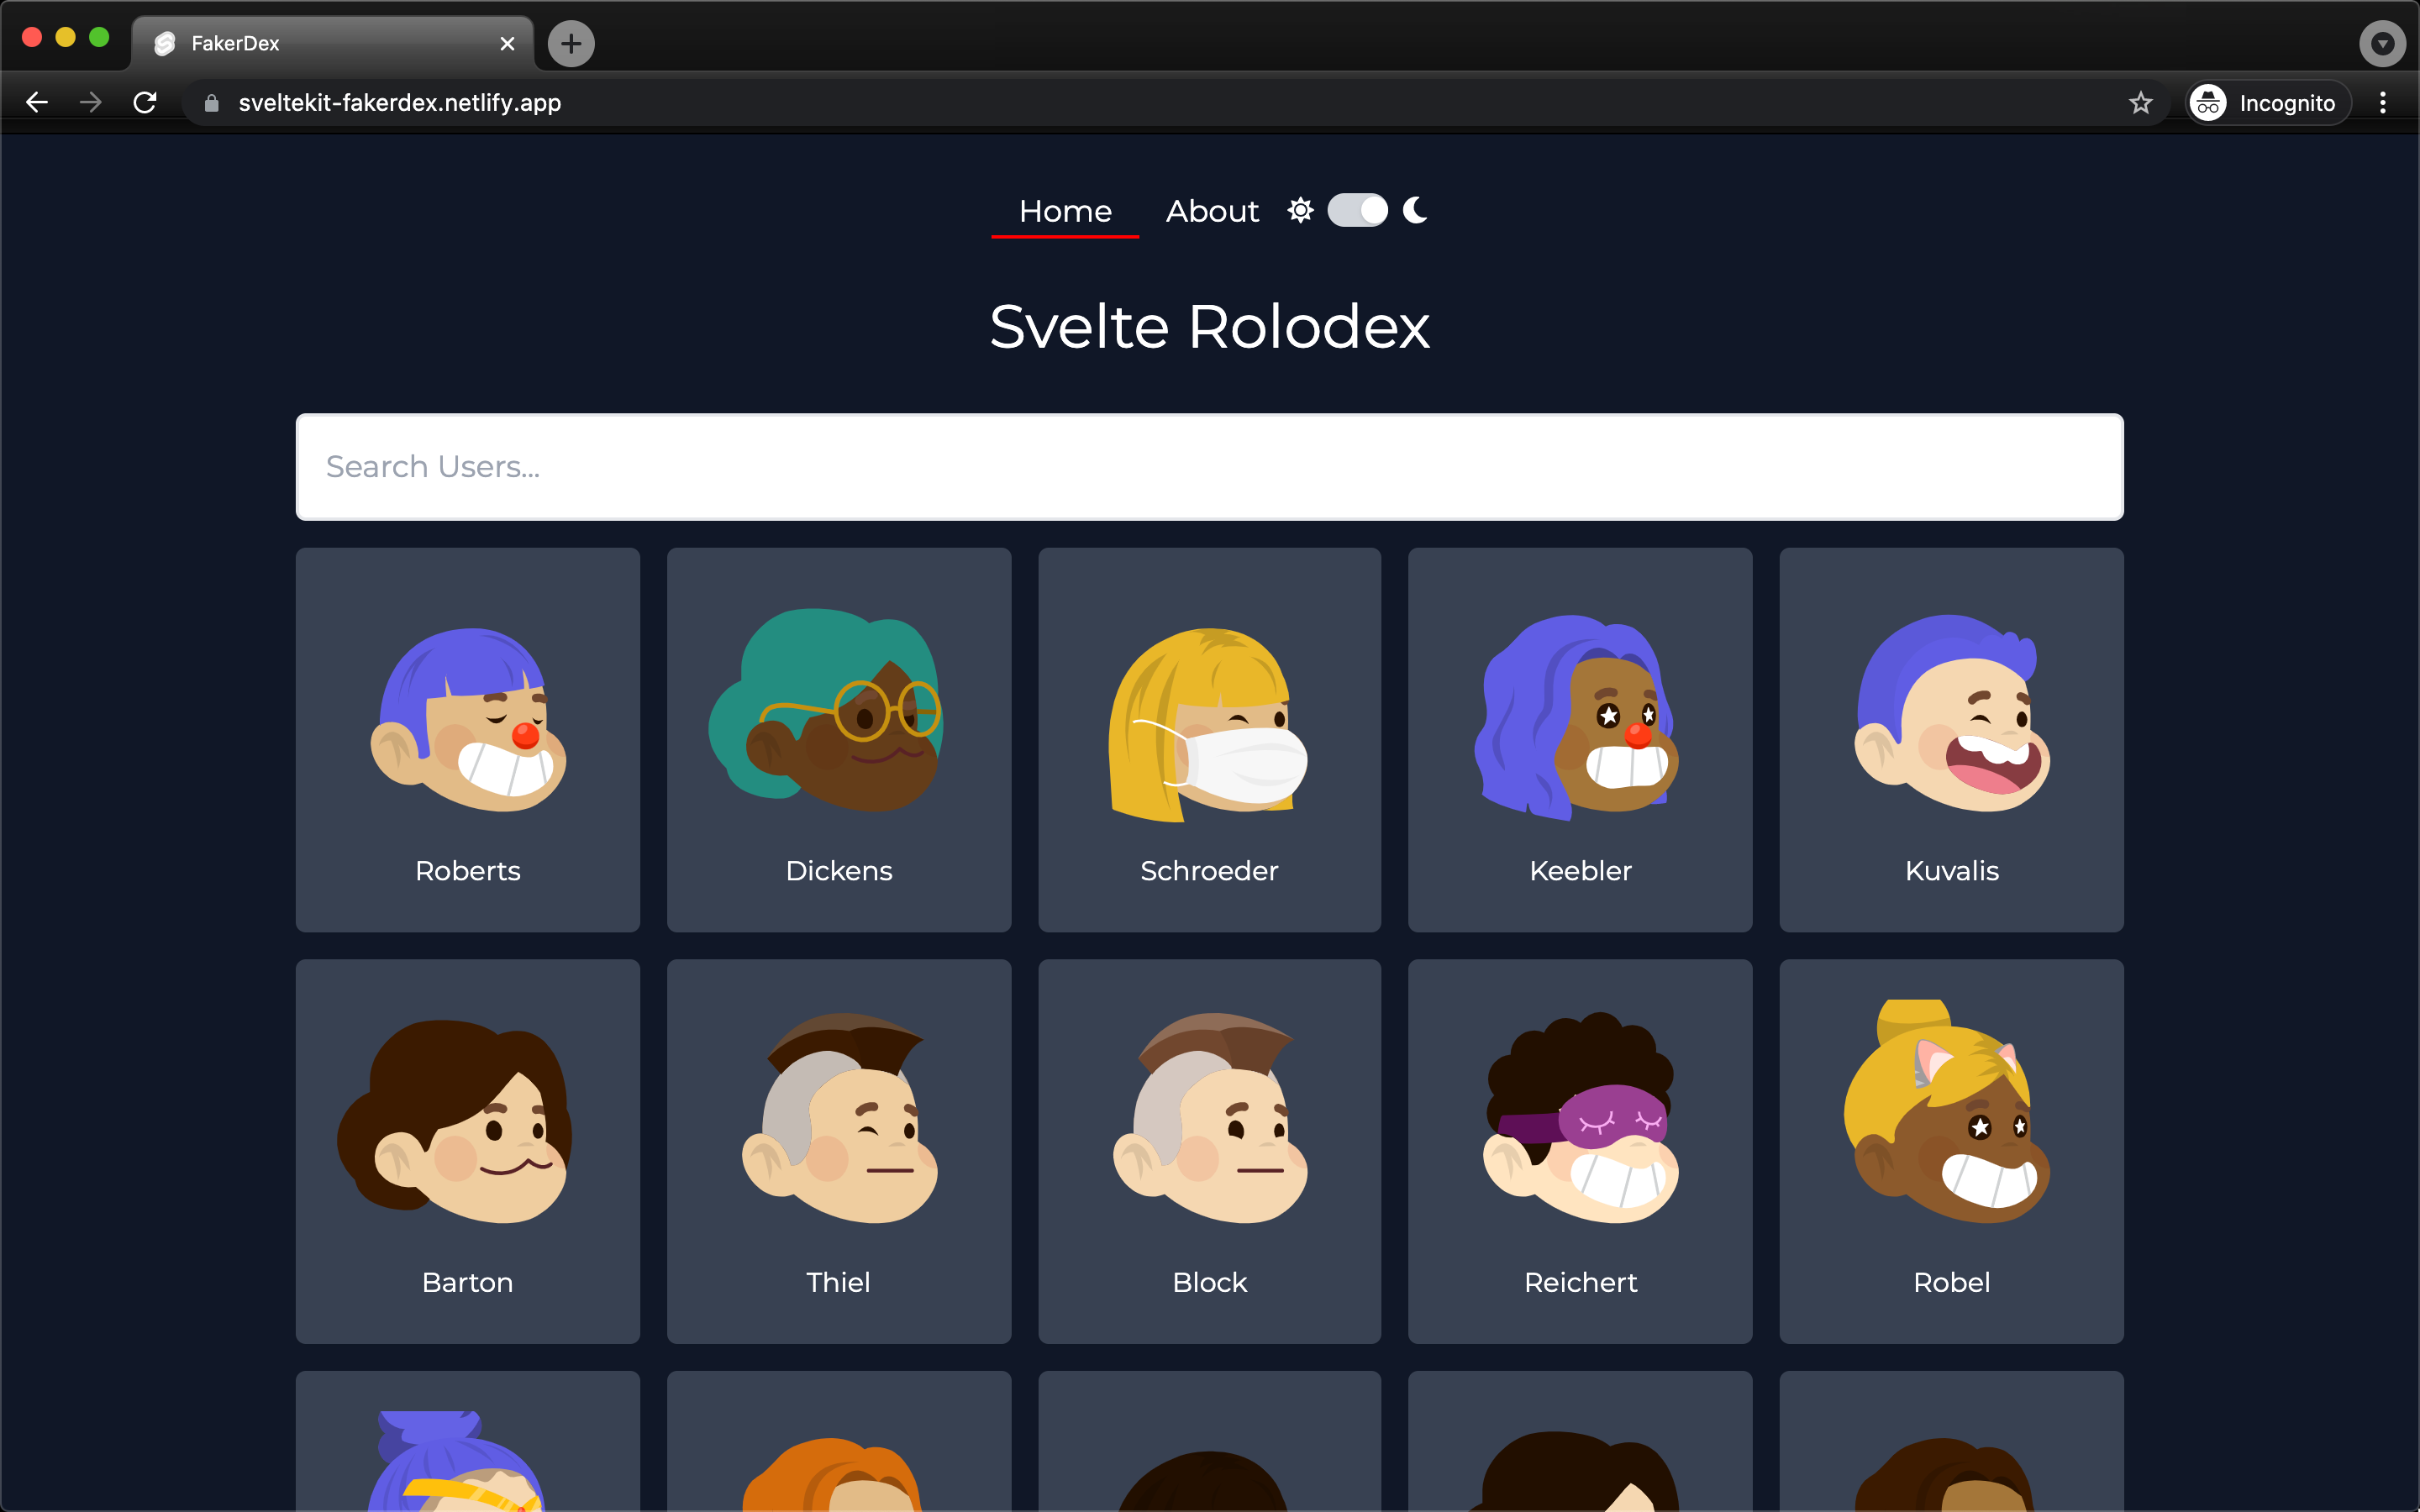 FakerDex
sveltekit-fakerdex.netlify.app
Incognito
Home
About
Svelte Rolodex
Search Users...
Roberts
Dickens
Schroeder
Keebler
Kuvalis
Barton
Thiel
Block
Reichert
Robel